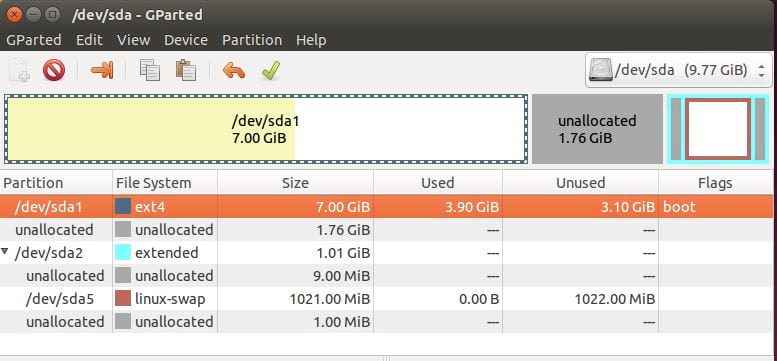 /dev/sda - GParted
GParted Edit View Device Partition Help
/dev/sda (9.77 GiB)
/dev/sda1
7.00 GiB
unallocated
1.76 GiB
Partition File System Size Used Unused Flags
/dev/sda1 ext4 7.00 GiB 3.90 GiB 3.10 GiB boot
unallocated unallocated 1.76 GiB --- ---
/dev/sda2 extended 1.01 GiB --- ---
unallocated unallocated 9.00 MiB --- ---
/dev/sda5 linux-swap 1021.00 MiB 0.00 B 1022.00 MiB
unallocated unallocated 1.00 MiB --- ---